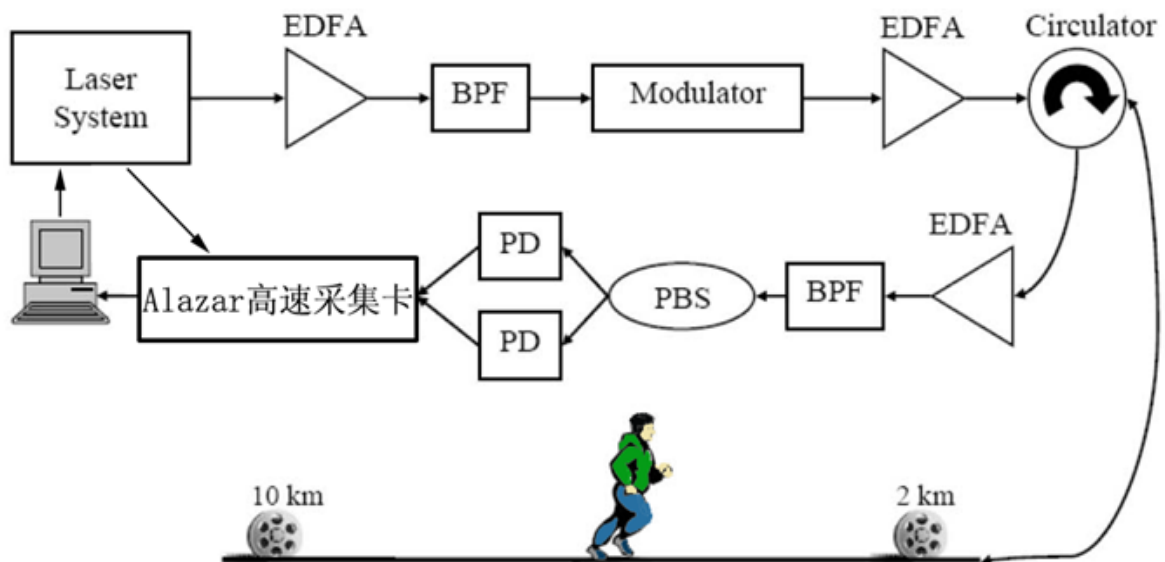 EDFA
EDFA
Circulator
Laser
System
BPF
Modulator
EDFA
PD
PBS
BPF
Alazar高速采集卡
PD
10 km
2 km